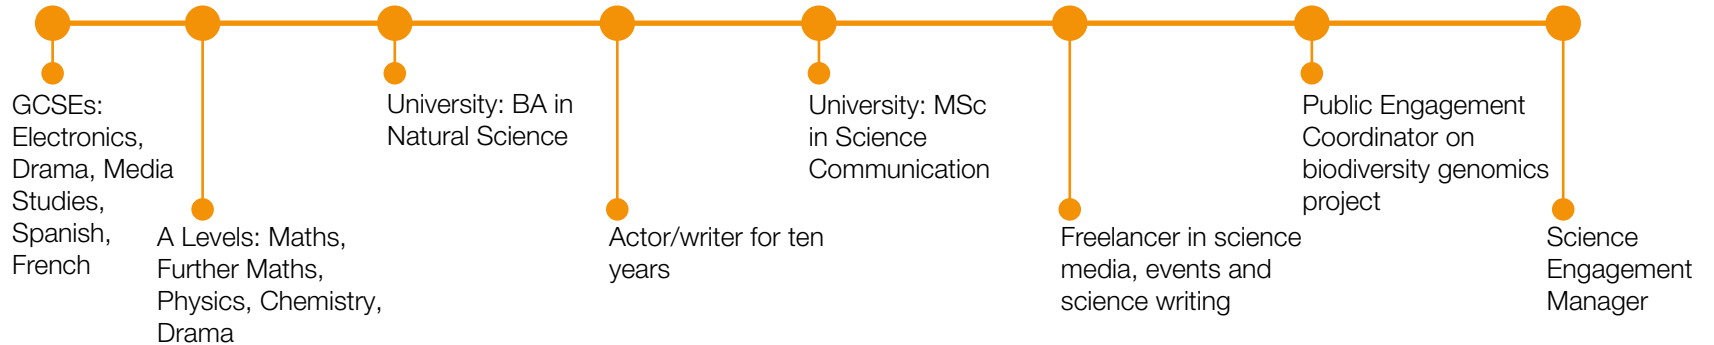 GCSEs:
Electronics,
Drama, Media
Studies,
Spanish,
French
A Levels: Maths,
Further Maths,
Physics, Chemistry,
Drama
University: BA in
Natural Science
Actor/writer for ten
years
University: MSc
in Science
Communication
Freelancer in science
media, events and
science writing
Public Engagement
Coordinator on
biodiversity genomics
project
Science
Engagement
Manager